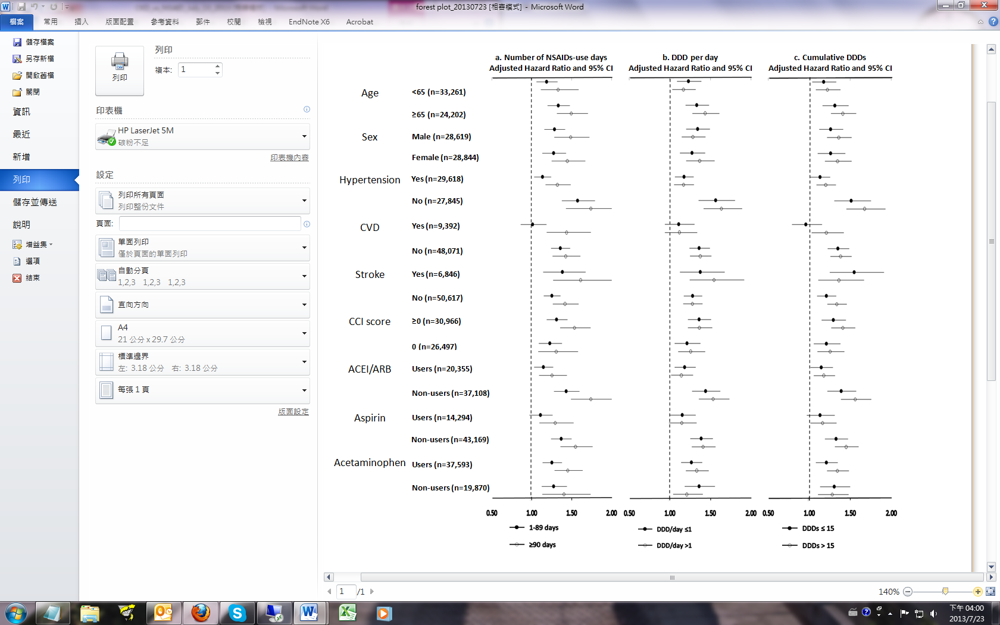 forest plot_20130723 [相容模式] - Microsoft Word
檔案 常用 插入 版面配置 參考資料 郵件 校閱 檢視 EndNote X6 Acrobat
儲存檔案
另存新檔
開啟舊檔
關閉
資訊
最近
新增
列印
儲存並傳送
說明
增益集
選項
結束
列印
列印
複本: 1
印表機
HP LaserJet 5M
碳粉不足
印表機內容
設定
列印所有頁面
列印整份文件
頁面:
單面列印
僅於頁面的單面列印
自動分頁
1,2,3 1,2,3 1,2,3
直向方向
A4
21 公分 x 29.7 公分
標準邊界
左: 3.18 公分 右: 3.18 公分
每張 1 頁
版面設定
a. Number of NSAIDs-use days
Adjusted Hazard Ratio and 95% CI
b. DDD per day
Adjusted Hazard Ratio and 95% CI
c. Cumulative DDDs
Adjusted Hazard Ratio and 95% CI
Age <65 (n=33,261)
≥65 (n=24,202)
Sex Male (n=28,619)
Female (n=28,844)
Hypertension Yes (n=29,618)
No (n=27,845)
CVD Yes (n=9,392)
No (n=48,071)
Stroke Yes (n=6,846)
No (n=50,617)
CCI score ≥0 (n=30,966)
0 (n=26,497)
ACEI/ARB Users (n=20,355)
Non-users (n=37,108)
Aspirin Users (n=14,294)
Non-users (n=43,169)
Acetaminophen Users (n=37,593)
Non-users (n=19,870)
0.50 1.00 1.50 2.00 0.50 1.00 1.50 2.00 0.50 1.00 1.50 2.00
1-89 days
≥90 days
DDD/day ≤1
DDD/day >1
DDDs ≤ 15
DDDs > 15
1 /1
140%
下午 04:00
2013/7/23